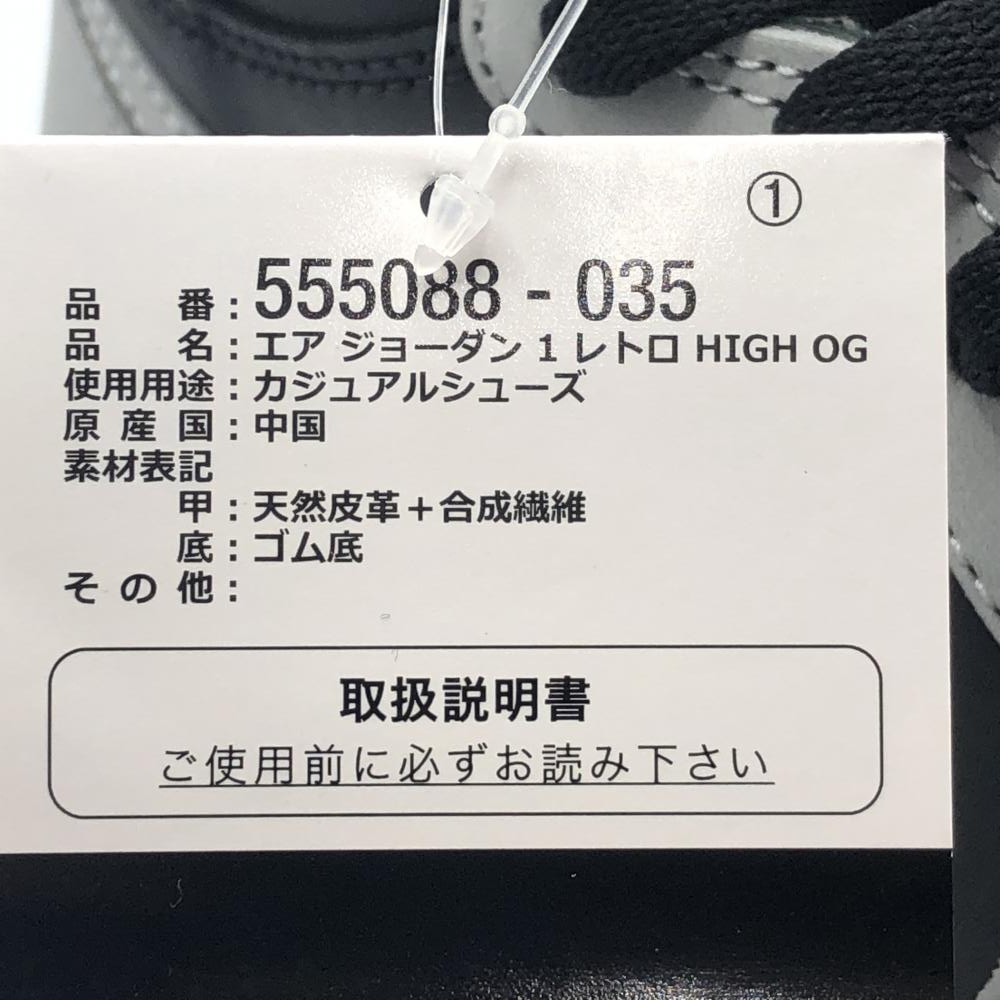 ①
品 番：555088 - 035
品 名：エア ジョーダン 1 レトロ HIGH OG
使用用途：カジュアルシューズ
原 産 国：中国
素材表記
甲：天然皮革＋合成繊維
底：ゴム底
そ の 他：
取扱説明書
ご使用前に必ずお読み下さい